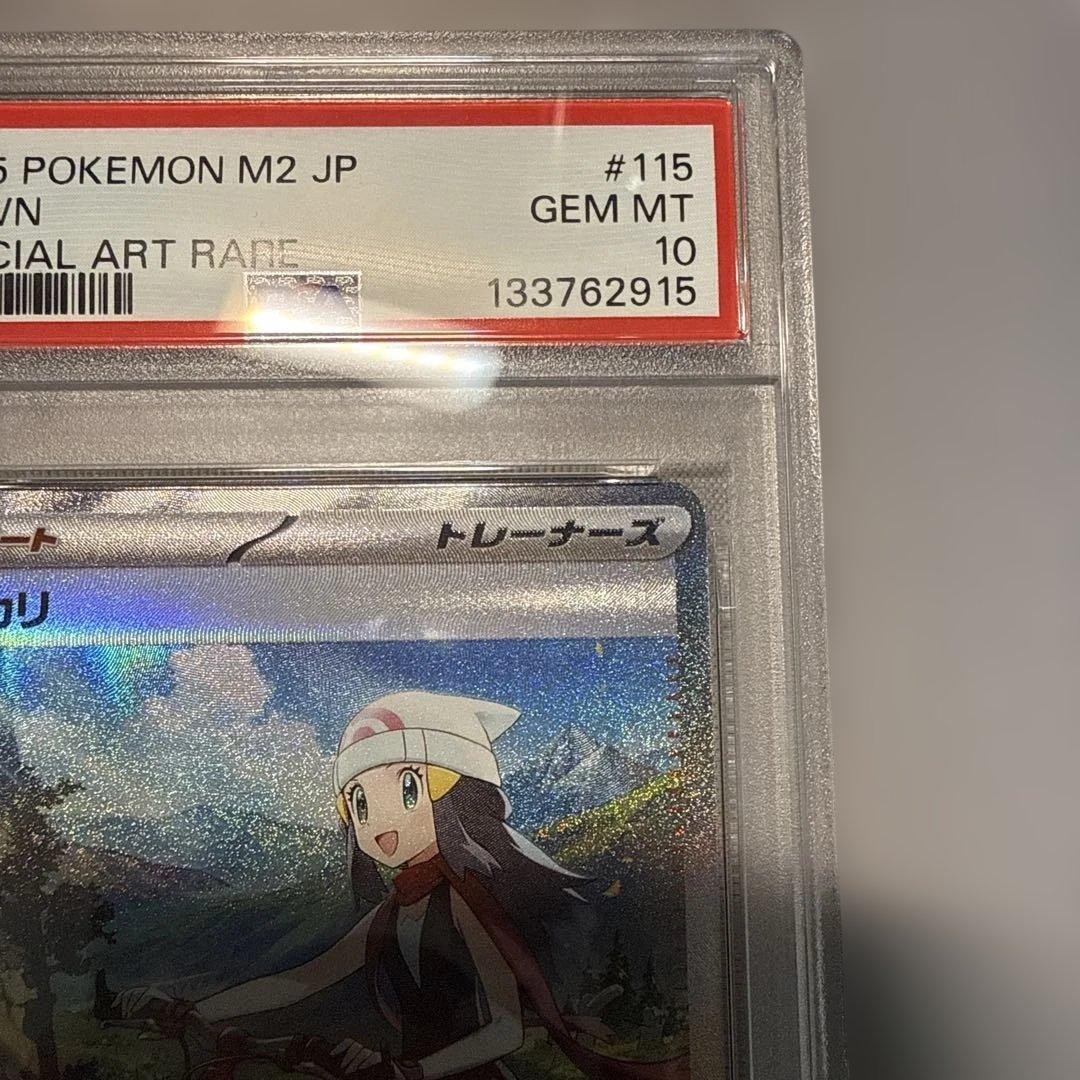 5 POKEMON M2 JP #115
WN GEM MT
CIAL ART RARE 10
133762915
ート トレーナーズ
カリ